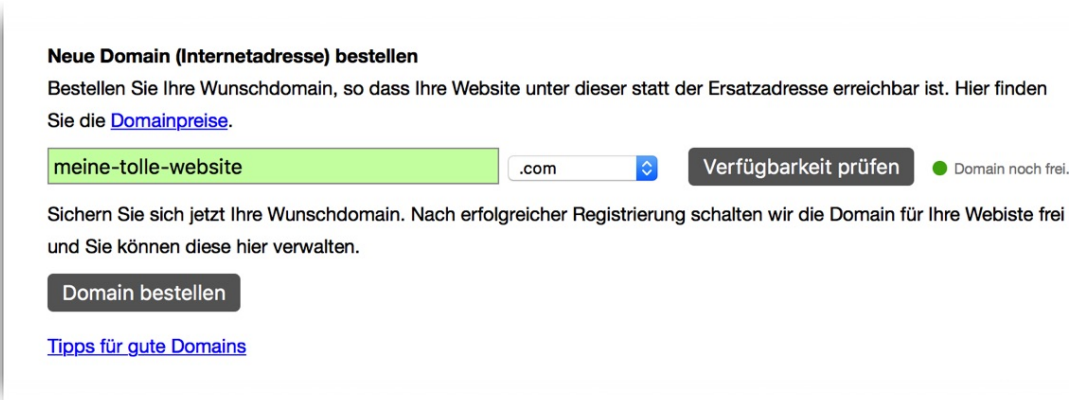 Neue Domain (Internetadresse) bestellen
Bestellen Sie Ihre Wunschdomain, so dass Ihre Website unter dieser statt der Ersatzadresse erreichbar ist. Hier finden
Sie die Domainpreise.
meine-tolle-website .com Verfügbarkeit prüfen Domain noch frei.
Sichern Sie sich jetzt Ihre Wunschdomain. Nach erfolgreicher Registrierung schalten wir die Domain für Ihre Webiste frei
und Sie können diese hier verwalten.
Domain bestellen
Tipps für gute Domains